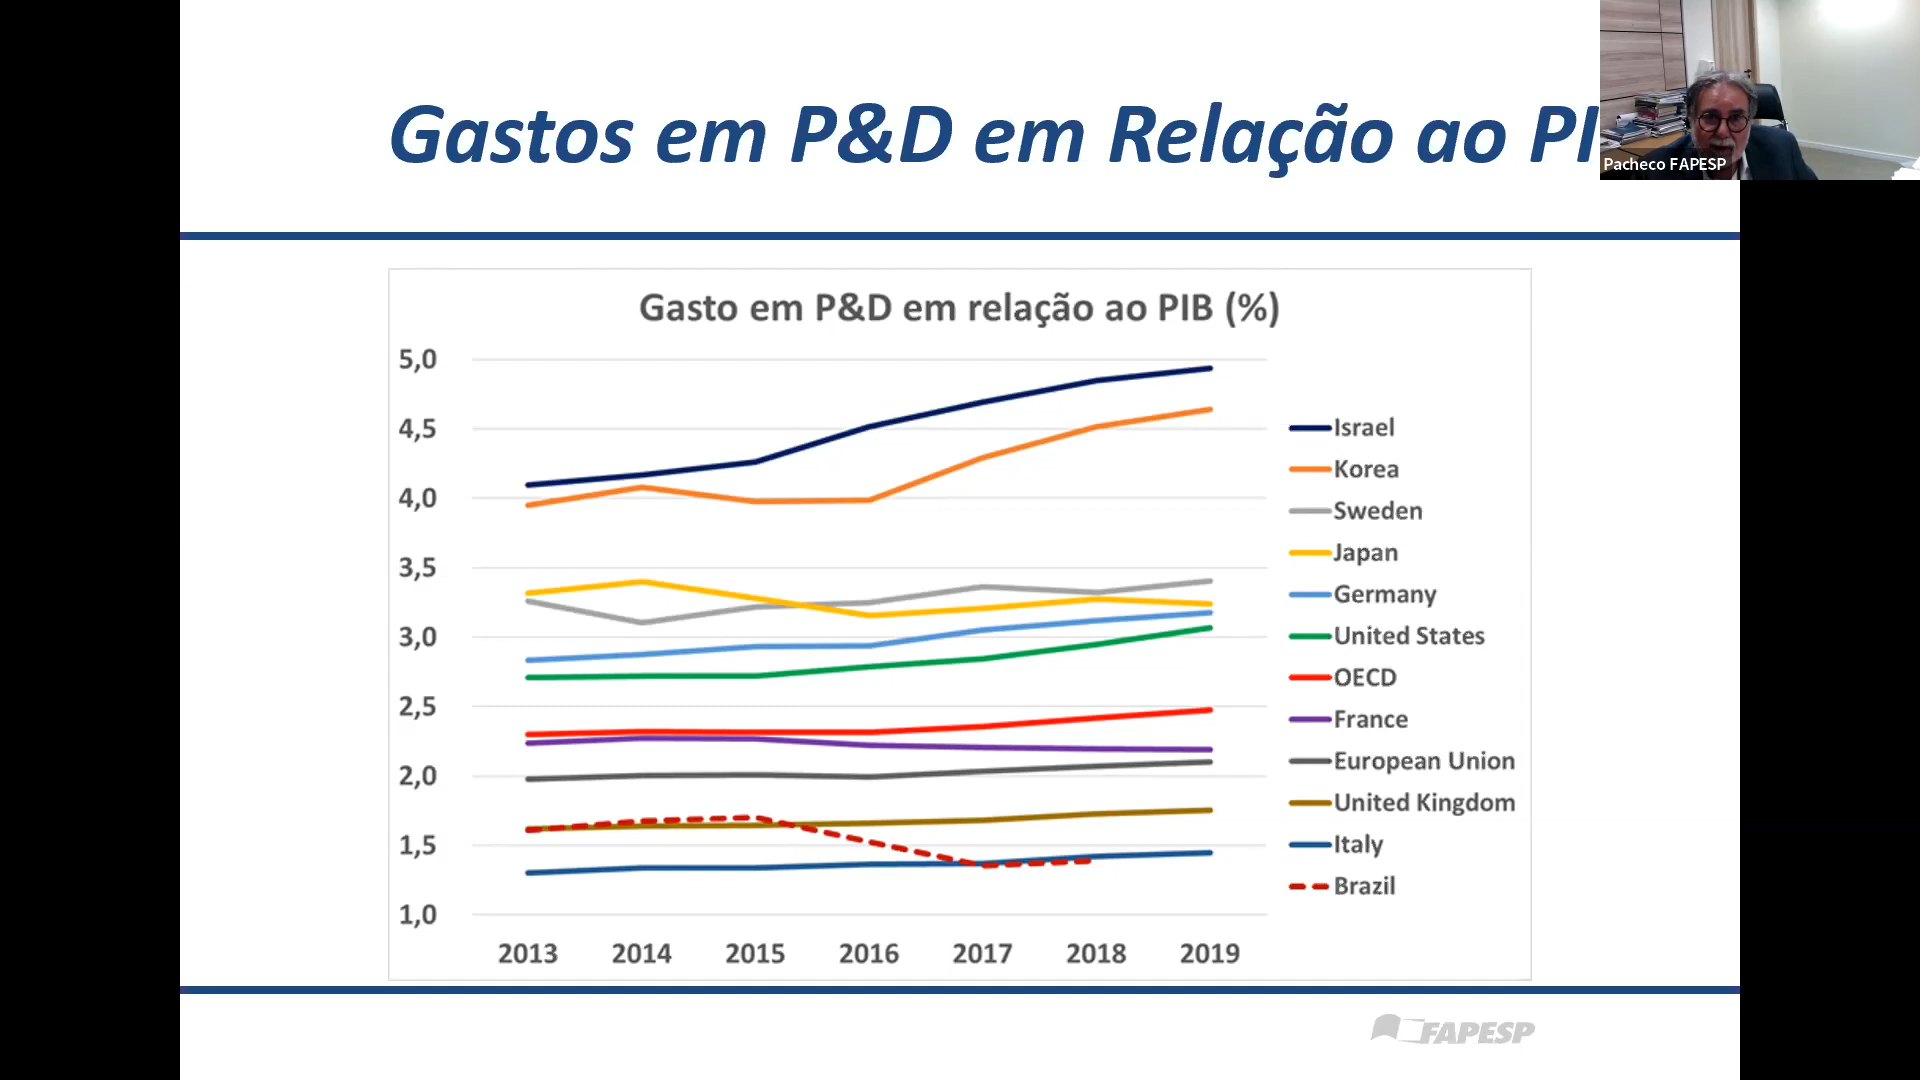 Gastos em P&D em Relação ao PI
Pacheco FAPESP
Gasto em P&D em relação ao PIB (%)
5,0
4,5
4,0
3,5
3,0
2,5
2,0
1,5
1,0
2013 2014 2015 2016 2017 2018 2019
Israel
Korea
Sweden
Japan
Germany
United States
OECD
France
European Union
United Kingdom
Italy
Brazil
FAPESP